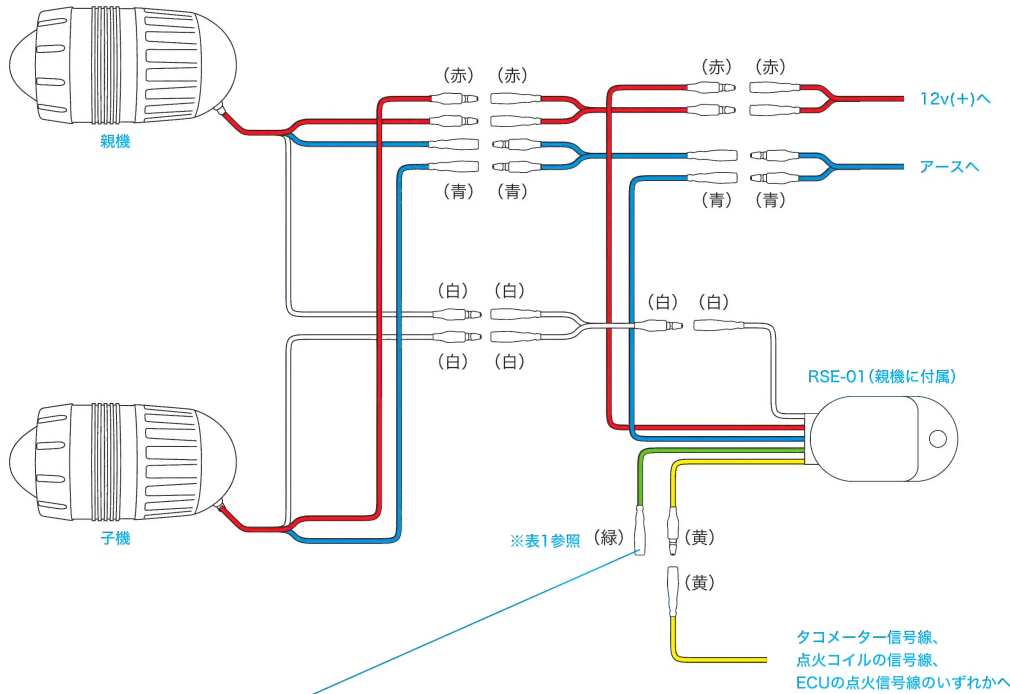 (赤) (赤) (赤) (赤)
12v(+)へ
親機
アースへ
(青) (青) (青) (青)
(白) (白) (白) (白)
(白) (白)
RSE-01(親機に付属)
子機
※表1参照 (緑) (黄)
(黄)
タコメーター信号線、
点火コイルの信号線、
ECUの点火信号線のいずれかへ